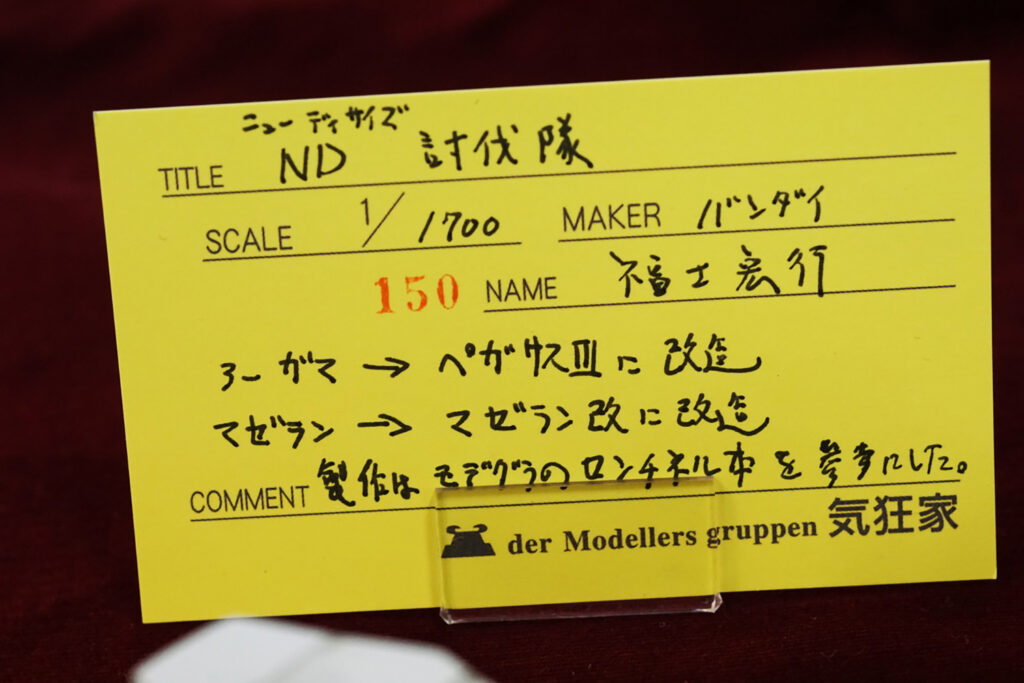 ニューディサイズ
TITLE ND 討伐隊
SCALE 1/1700 MAKER バンダイ
150 NAME 福士宏行
アーガマ → ペガサスIIIに改造
マゼラン → マゼラン改に改造
製作はモデグラのセンチネル本を参考にした。
COMMENT
der Modellers gruppen 気狂家